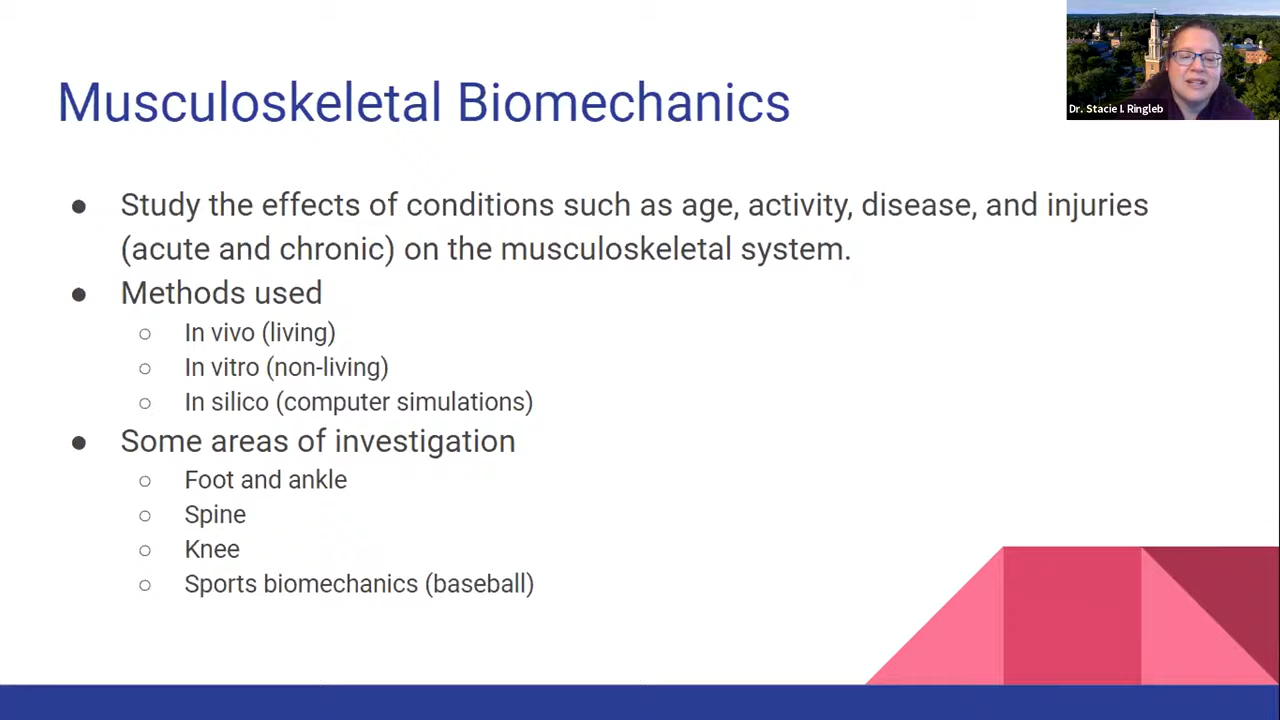 Musculoskeletal Biomechanics
Dr. Stacie I. Ringleb
● Study the effects of conditions such as age, activity, disease, and injuries
(acute and chronic) on the musculoskeletal system.
● Methods used
○ In vivo (living)
○ In vitro (non-living)
○ In silico (computer simulations)
● Some areas of investigation
○ Foot and ankle
○ Spine
○ Knee
○ Sports biomechanics (baseball)